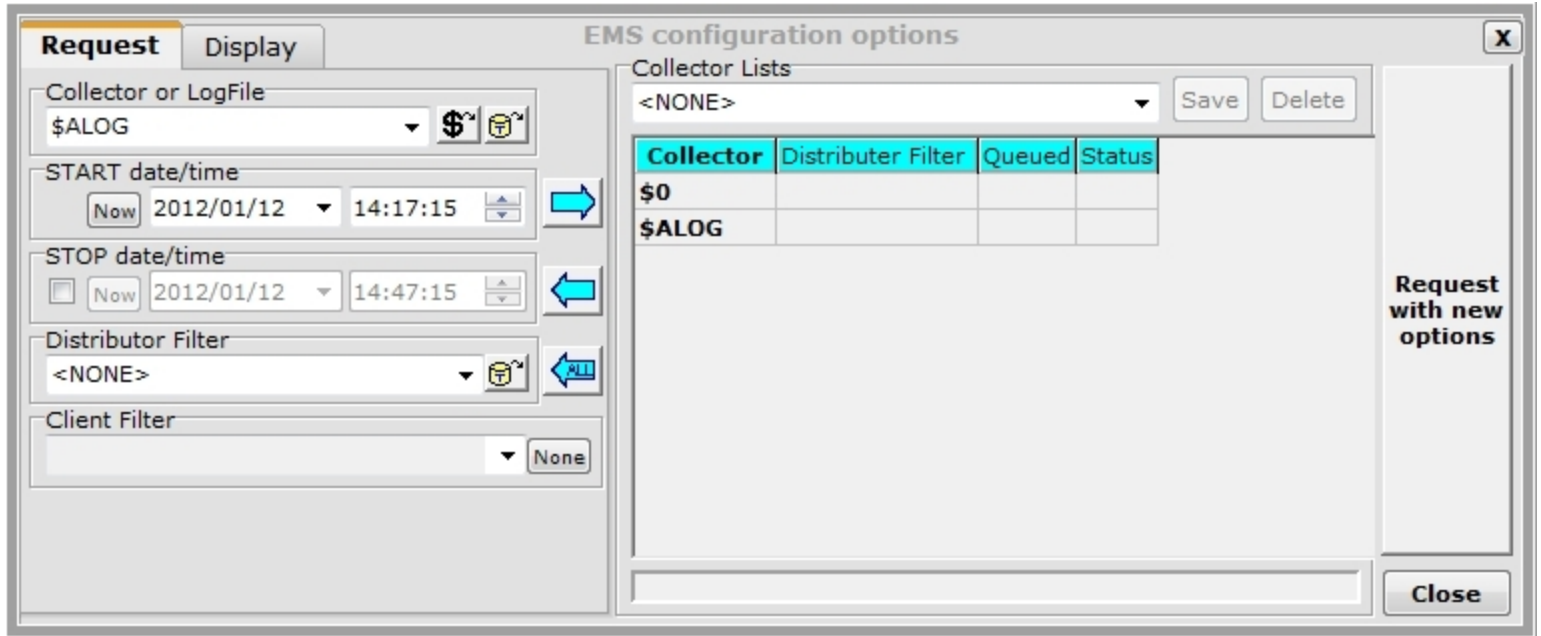 EMS configuration options
X
Request Display
Collector or LogFile
$ALOG $
START date/time
Now 2012/01/12 14:17:15
STOP date/time
Now 2012/01/12 14:47:15
Distributor Filter
<NONE>
ALL
Client Filter
None
Collector Lists
<NONE> Save Delete
Collector Distributer Filter Queued Status
$0
$ALOG
Request
with new
options
Close